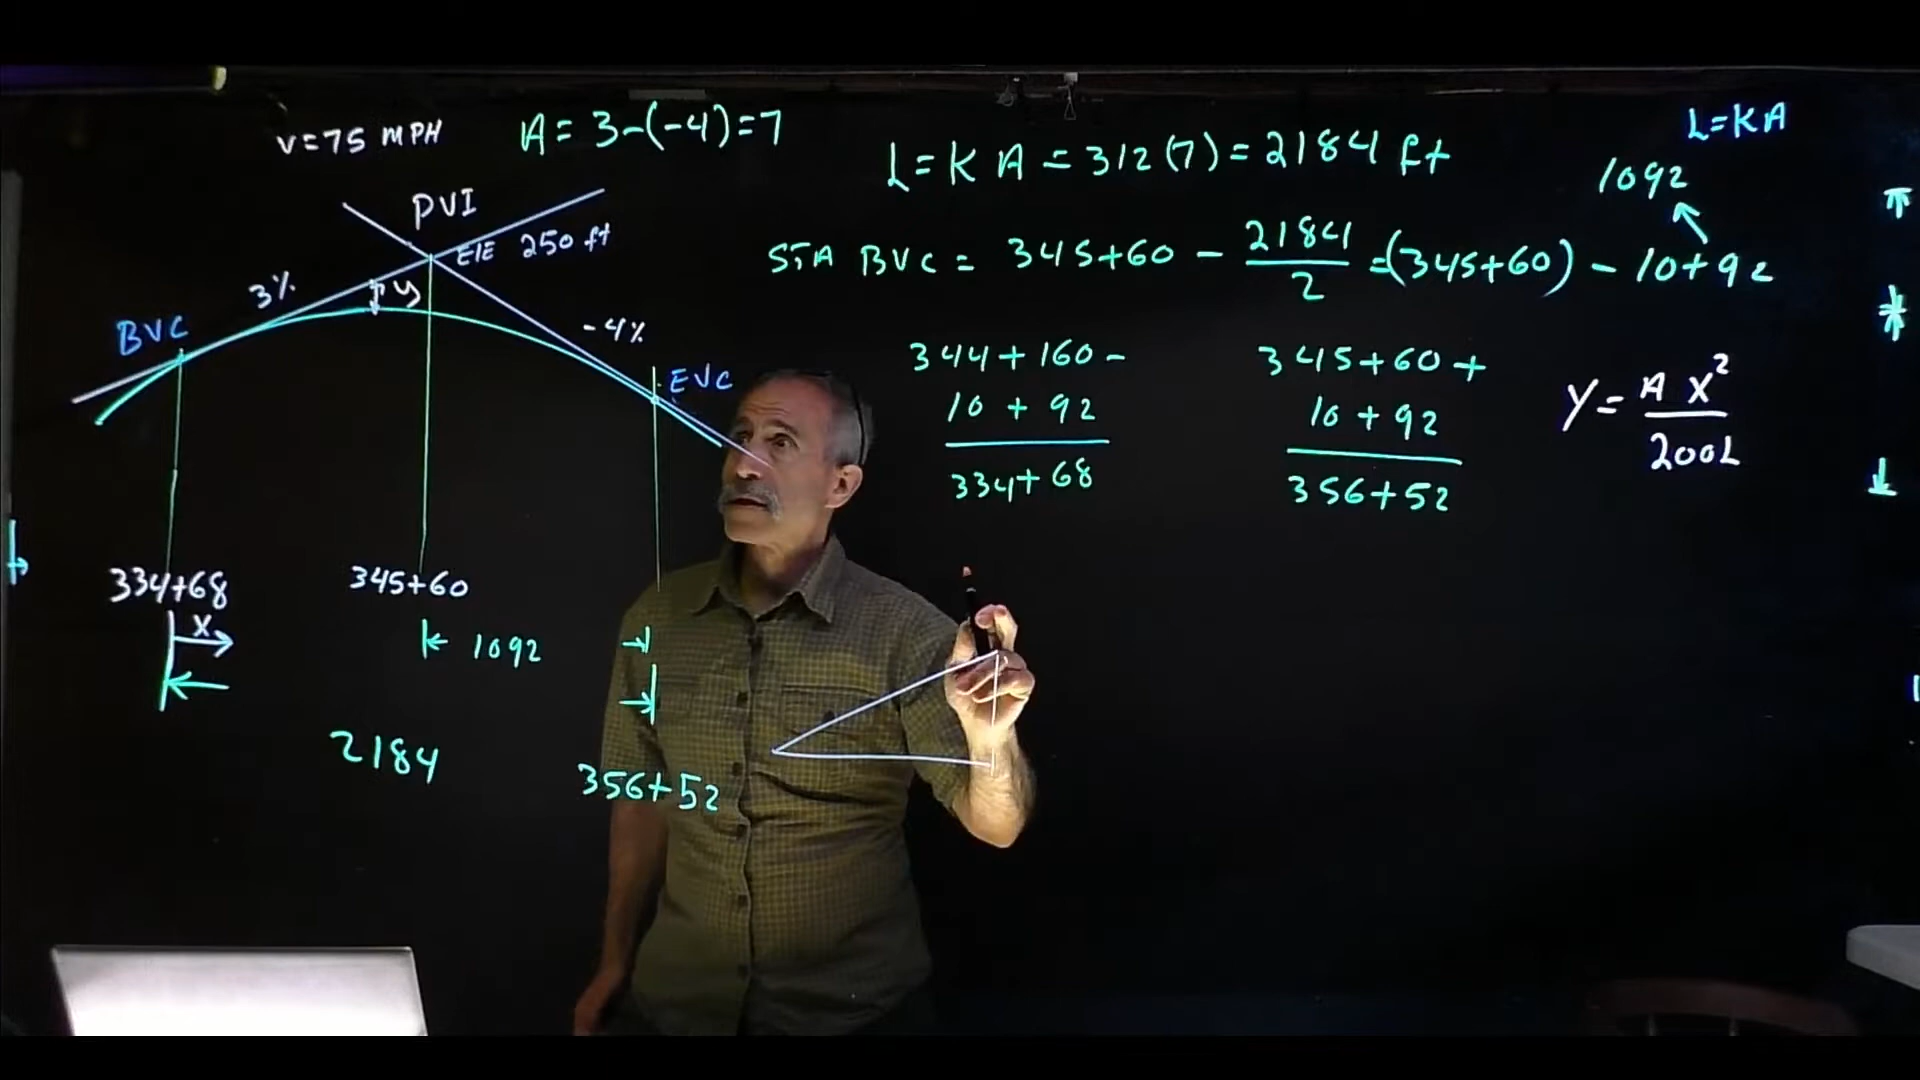 V=75 MPH
A = 3-(-4)=7
L=KA = 312(7) = 2184 ft
L=KA
1092
PVI
ElE 250 ft
STA BVC = 345+60 - 2184/2 =(345+60) - 10+92
3%
y
-4%
BVC
EVC
344+160 -
10 + 92
334+68
345+60 +
10 + 92
356+52
Y = A X²
200L
334+68
345+60
X
1092
2184
356+52